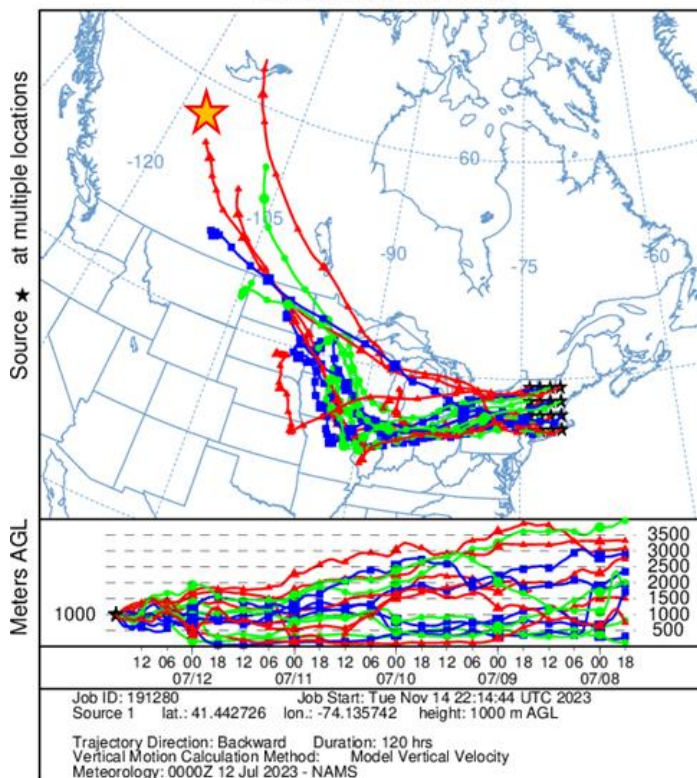 Source ★ at multiple locations
-120
-105
-90
60
-75
-60
Meters AGL
3500
3000
2500
2000
1500
1000
1000
500
12 06 00 18 12 06 00 18 12 06 00 18 12 06 00 18 12 06 00 18
07/12 07/11 07/10 07/09 07/08
Job ID: 191280 Job Start: Tue Nov 14 22:14:44 UTC 2023
Source 1 lat.: 41.442726 lon.: -74.135742 height: 1000 m AGL
Trajectory Direction: Backward Duration: 120 hrs
Vertical Motion Calculation Method: Model Vertical Velocity
Meteorology: 0000Z 12 Jul 2023 - NAMS